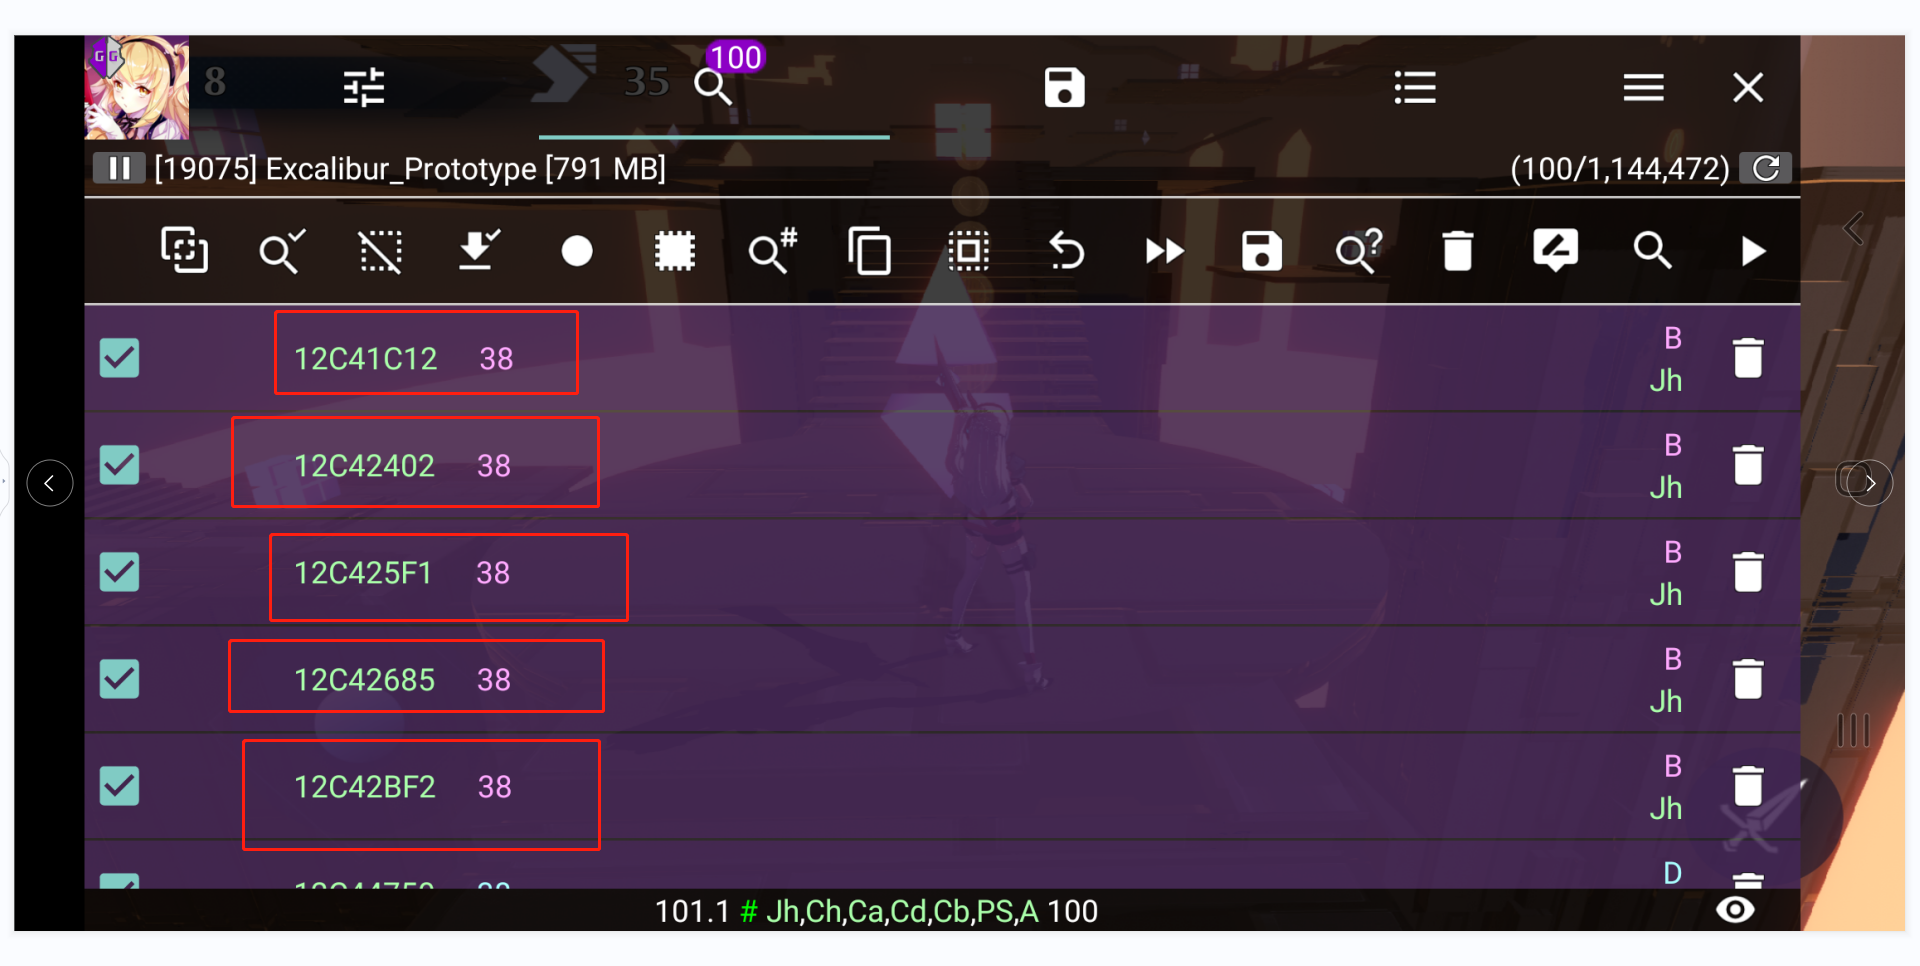 GG
8
35
100
[19075] Excalibur_Prototype [791 MB]
(100/1,144,472)
#
?
12C41C12 38 B
Jh
12C42402 38 B
Jh
12C425F1 38 B
Jh
12C42685 38 B
Jh
12C42BF2 38 B
Jh
D
101.1 # Jh,Ch,Ca,Cd,Cb,PS,A 100